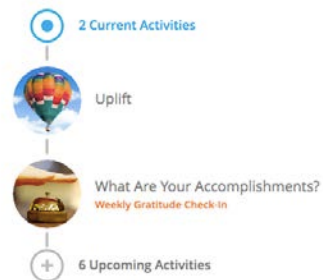 2 Current Activities
Uplift
What Are Your Accomplishments?
Weekly Gratitude Check-In
6 Upcoming Activities